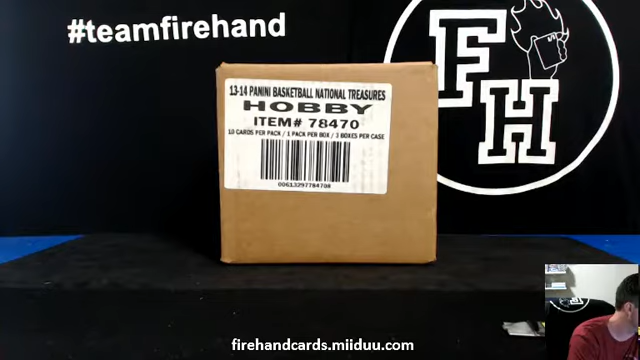 #teamfirehand
FH
13-14 PANINI BASKETBALL NATIONAL TREASURES
HOBBY
ITEM# 78470
10 CARDS PER PACK / 1 PACK PER BOX / 3 BOXES PER CASE
00613297784708
firehandcards.miiduu.com